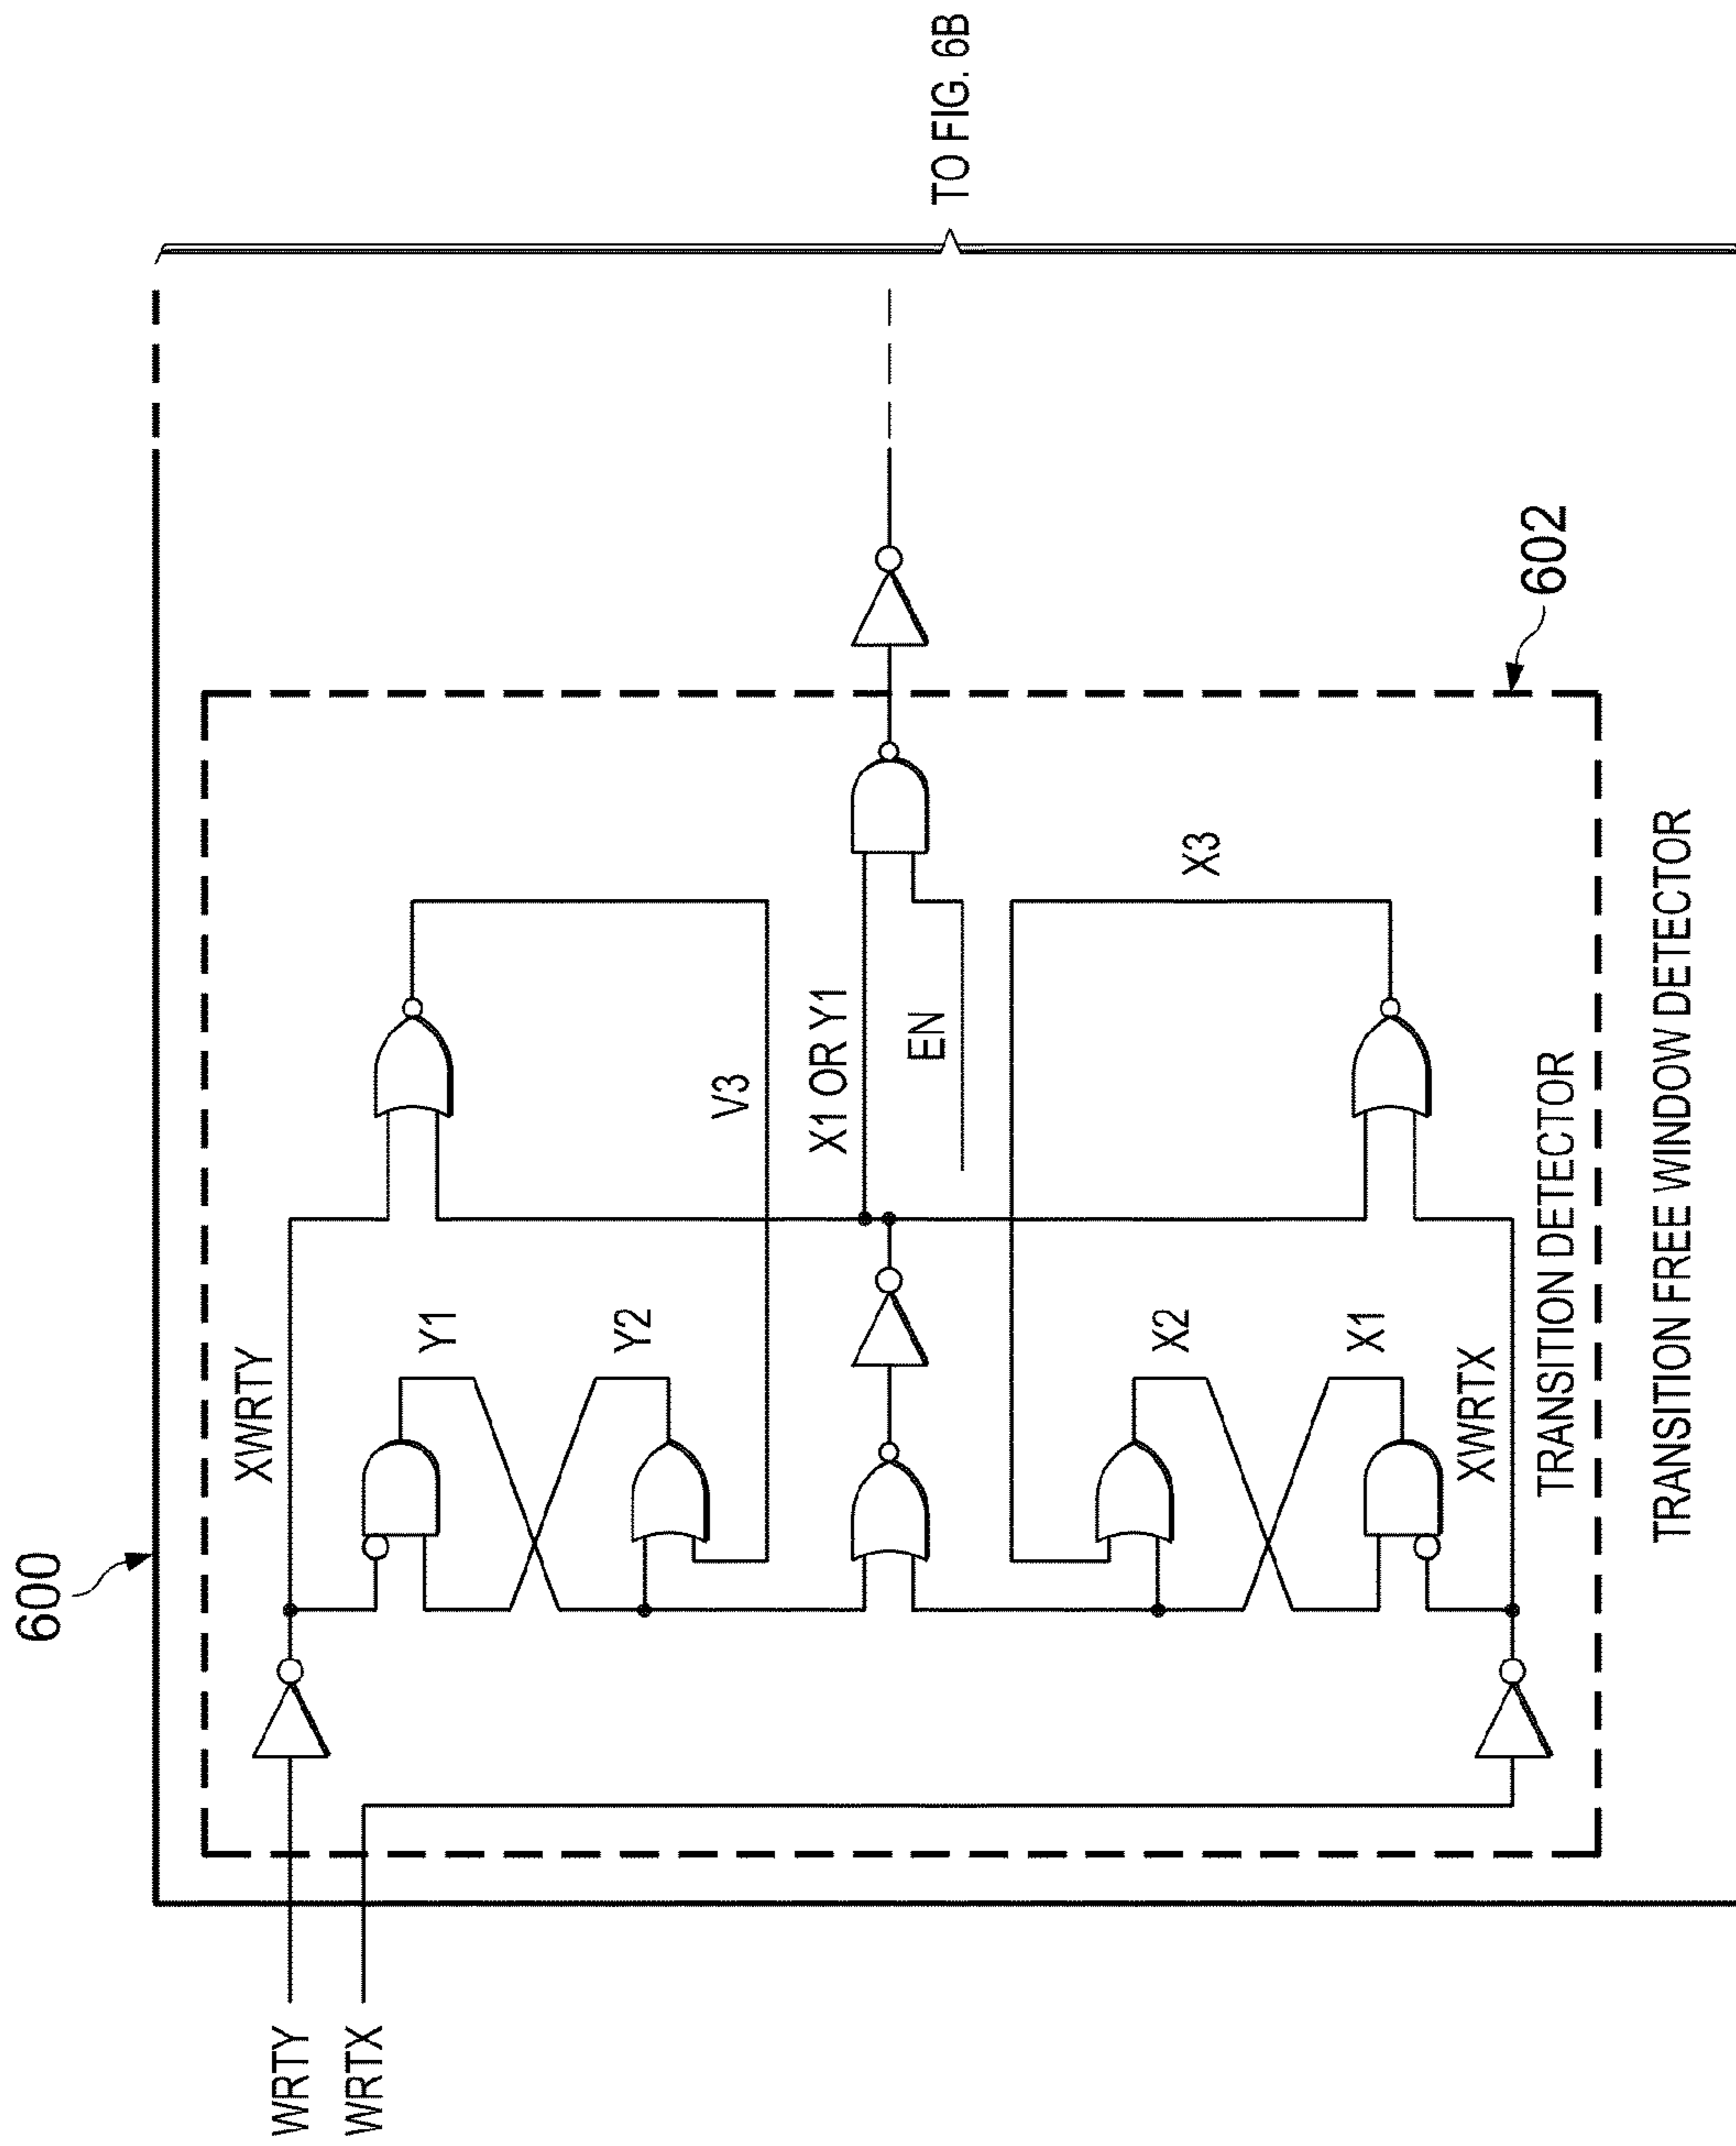 600
WRTY
WRTX
XWRTY
Y1
Y2
V3
X1 OR Y1
EN
X3
X2
X1
XWRTX
TRANSITION DETECTOR
602
TRANSITION FREE WINDOW DETECTOR
TO FIG. 6B